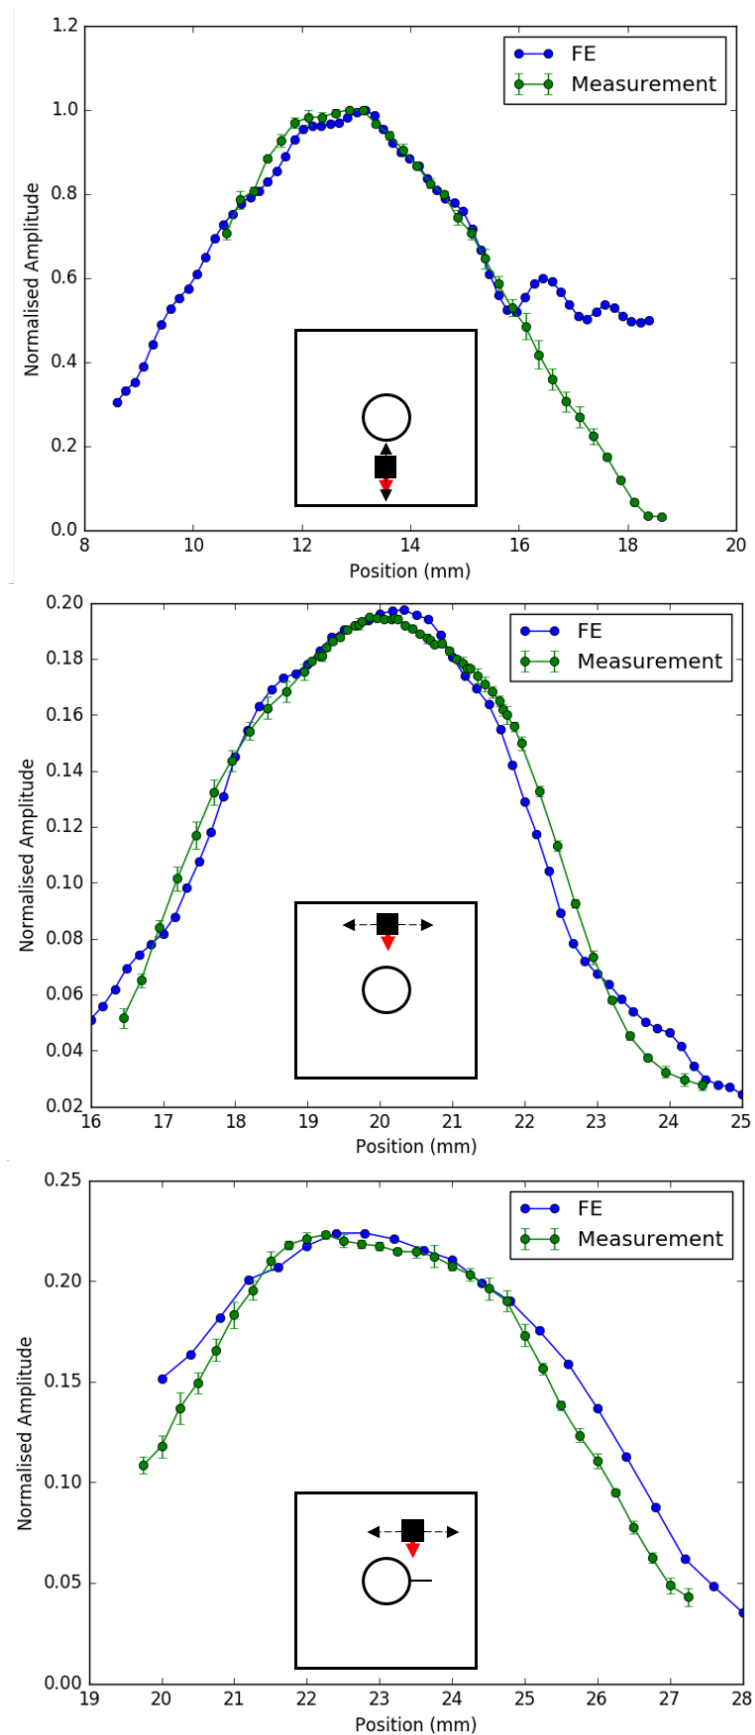 1.2
1.0
0.8
0.6
0.4
0.2
0.0
Normalised Amplitude
FE
Measurement
8 10 12 14 16 18 20
Position (mm)
0.20
0.18
0.16
0.14
0.12
0.10
0.08
0.06
0.04
0.02
Normalised Amplitude
FE
Measurement
16 17 18 19 20 21 22 23 24 25
Position (mm)
0.25
0.20
0.15
0.10
0.05
0.00
Normalised Amplitude
FE
Measurement
19 20 21 22 23 24 25 26 27 28
Position (mm)